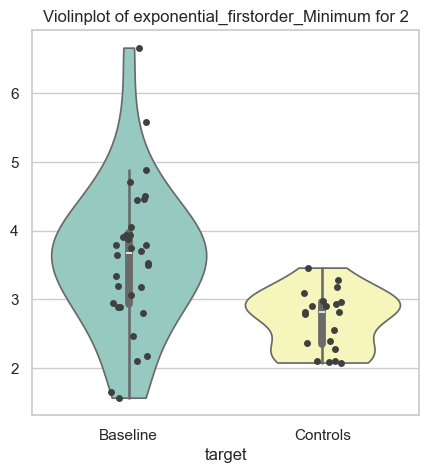 Violinplot of exponential_firstorder_Minimum for 2
6
5
4
3
2
Baseline
Controls
target